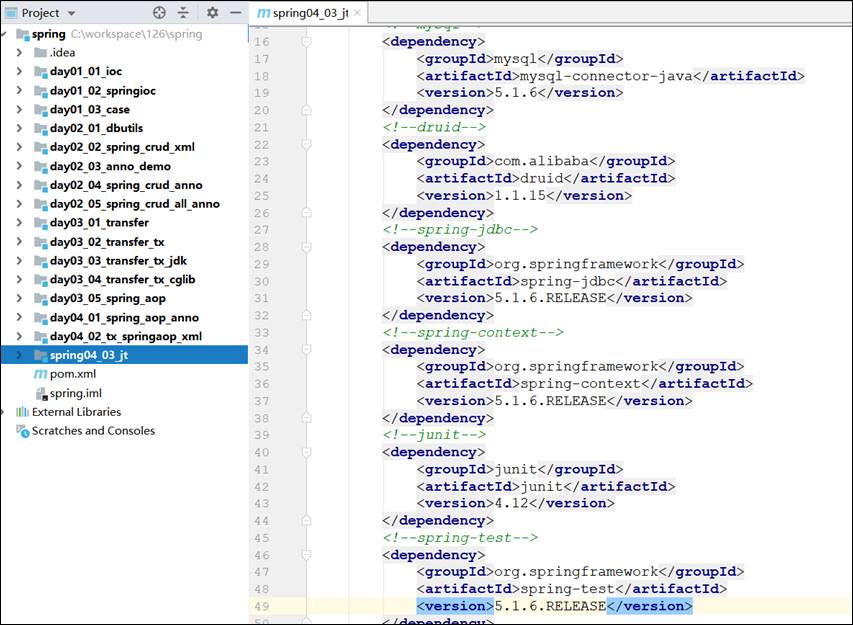 Project
spring C:\workspace\126\spring
.idea
day01_01_ioc
day01_02_springioc
day01_03_case
day02_01_dbutils
day02_02_spring_crud_xml
day02_03_anno_demo
day02_04_spring_crud_anno
day02_05_spring_crud_all_anno
day03_01_transfer
day03_02_transfer_tx
day03_03_transfer_tx_jdk
day03_04_transfer_tx_cglib
day03_05_spring_aop
day04_01_spring_aop_anno
day04_02_tx_springaop_xml
spring04_03_jt
pom.xml
spring.iml
External Libraries
Scratches and Consoles
spring04_03_jt
<!--mysql-->
16 <dependency>
17 <groupId>mysql</groupId>
18 <artifactId>mysql-connector-java</artifactId>
19 <version>5.1.6</version>
20 </dependency>
21 <!--druid-->
22 <dependency>
23 <groupId>com.alibaba</groupId>
24 <artifactId>druid</artifactId>
25 <version>1.1.15</version>
26 </dependency>
27 <!--spring-jdbc-->
28 <dependency>
29 <groupId>org.springframework</groupId>
30 <artifactId>spring-jdbc</artifactId>
31 <version>5.1.6.RELEASE</version>
32 </dependency>
33 <!--spring-context-->
34 <dependency>
35 <groupId>org.springframework</groupId>
36 <artifactId>spring-context</artifactId>
37 <version>5.1.6.RELEASE</version>
38 </dependency>
39 <!--junit-->
40 <dependency>
41 <groupId>junit</groupId>
42 <artifactId>junit</artifactId>
43 <version>4.12</version>
44 </dependency>
45 <!--spring-test-->
46 <dependency>
47 <groupId>org.springframework</groupId>
48 <artifactId>spring-test</artifactId>
49 <version>5.1.6.RELEASE</version>
50 </dependency>